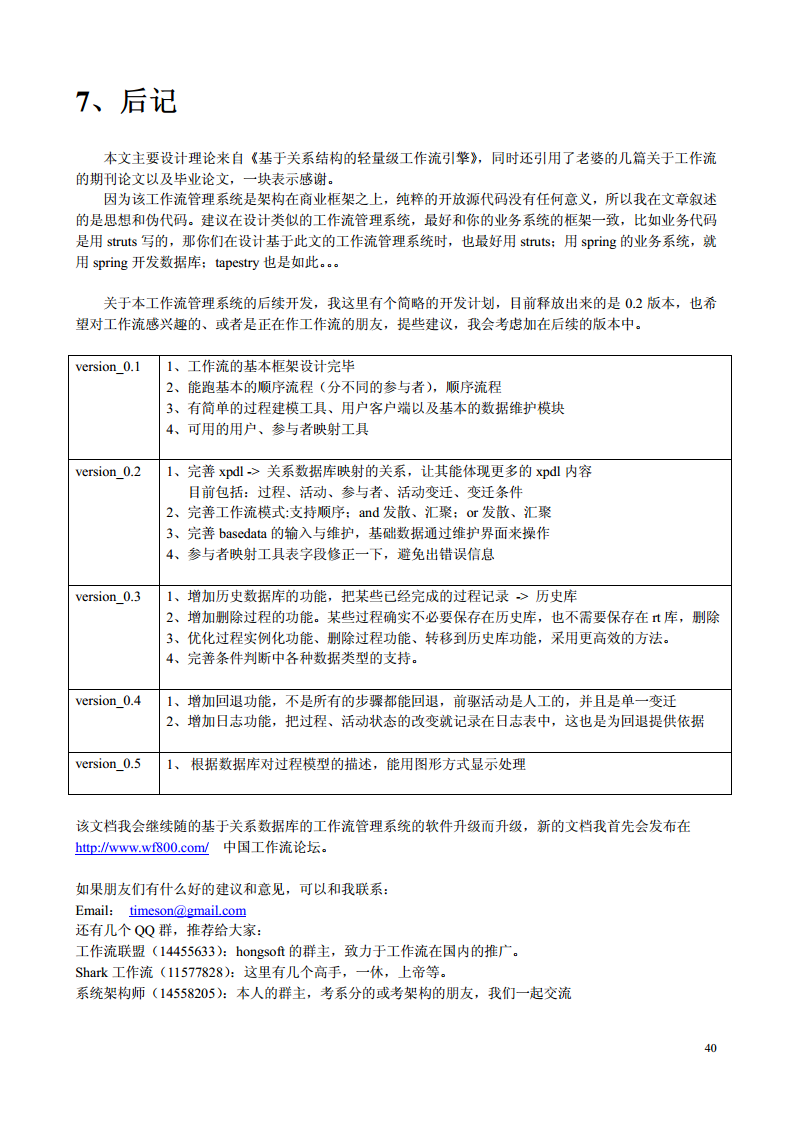 7、后记
本文主要设计理论来自《基于关系结构的轻量级工作流引擎》，同时还引用了老婆的几篇关于工作流
的期刊论文以及毕业论文，一块表示感谢。
因为该工作流管理系统是架构在商业框架之上，纯粹的开放源代码没有任何意义，所以我在文章叙述
的是思想和伪代码。建议在设计类似的工作流管理系统，最好和你的业务系统的框架一致，比如业务代码
是用 struts 写的，那你们在设计基于此文的工作流管理系统时，也最好用 struts；用 spring 的业务系统，就
用 spring 开发数据库；tapestry 也是如此。。。
关于本工作流管理系统的后续开发，我这里有个简略的开发计划，目前释放出来的是 0.2 版本，也希
望对工作流感兴趣的、或者是正在作工作流的朋友，提些建议，我会考虑加在后续的版本中。
version_0.1
1、工作流的基本框架设计完毕
2、能跑基本的顺序流程（分不同的参与者），顺序流程
3、有简单的过程建模工具、用户客户端以及基本的数据维护模块
4、可用的用户、参与者映射工具
version_0.2
1、完善 xpdl -> 关系数据库映射的关系，让其能体现更多的 xpdl 内容
目前包括：过程、活动、参与者、活动变迁、变迁条件
2、完善工作流模式:支持顺序；and 发散、汇聚；or 发散、汇聚
3、完善 basedata 的输入与维护，基础数据通过维护界面来操作
4、参与者映射工具表字段修正一下，避免出错误信息
version_0.3
1、增加历史数据库的功能，把某些已经完成的过程记录 -> 历史库
2、增加删除过程的功能。某些过程确实不必要保存在历史库，也不需要保存在 rt 库，删除
3、优化过程实例化功能、删除过程功能、转移到历史库功能，采用更高效的方法。
4、完善条件判断中各种数据类型的支持。
version_0.4
1、增加回退功能，不是所有的步骤都能回退，前驱活动是人工的，并且是单一变迁
2、增加日志功能，把过程、活动状态的改变就记录在日志表中，这也是为回退提供依据
version_0.5
1、 根据数据库对过程模型的描述，能用图形方式显示处理
该文档我会继续随的基于关系数据库的工作流管理系统的软件升级而升级，新的文档我首先会发布在
http://www.wf800.com/ 中国工作流论坛。
如果朋友们有什么好的建议和意见，可以和我联系：
Email： timeson@gmail.com
还有几个 QQ 群，推荐给大家：
工作流联盟（14455633）：hongsoft 的群主，致力于工作流在国内的推广。
Shark 工作流（11577828）：这里有几个高手，一休，上帝等。
系统架构师（14558205）：本人的群主，考系分的或考架构的朋友，我们一起交流
40